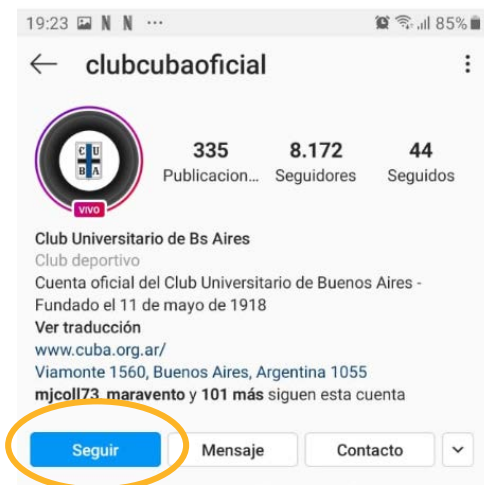 19:23 N N ... 85%
← clubcubaoficial
335 8.172 44
Publicacion... Seguidores Seguidos
C U
B A
VIVO
Club Universitario de Bs Aires
Club deportivo
Cuenta oficial del Club Universitario de Buenos Aires -
Fundado el 11 de mayo de 1918
Ver traducción
www.cuba.org.ar/
Viamonte 1560, Buenos Aires, Argentina 1055
mjcoll73, maravento y 101 más siguen esta cuenta
Seguir Mensaje Contacto